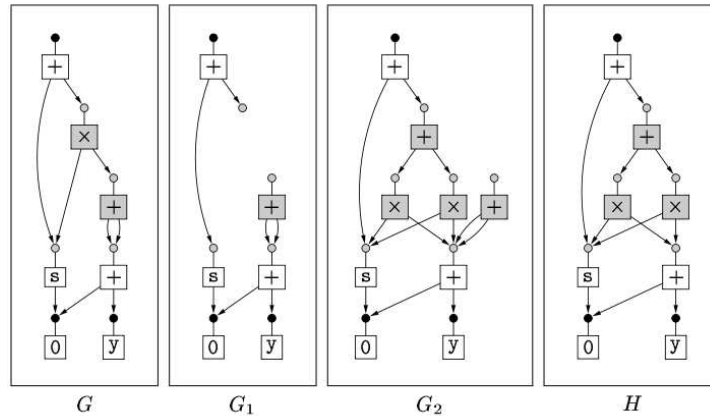 + + + +
× + +
+ + × × + × ×
s + s + s + s +
0 y 0 y 0 y 0 y
G G₁ G₂ H